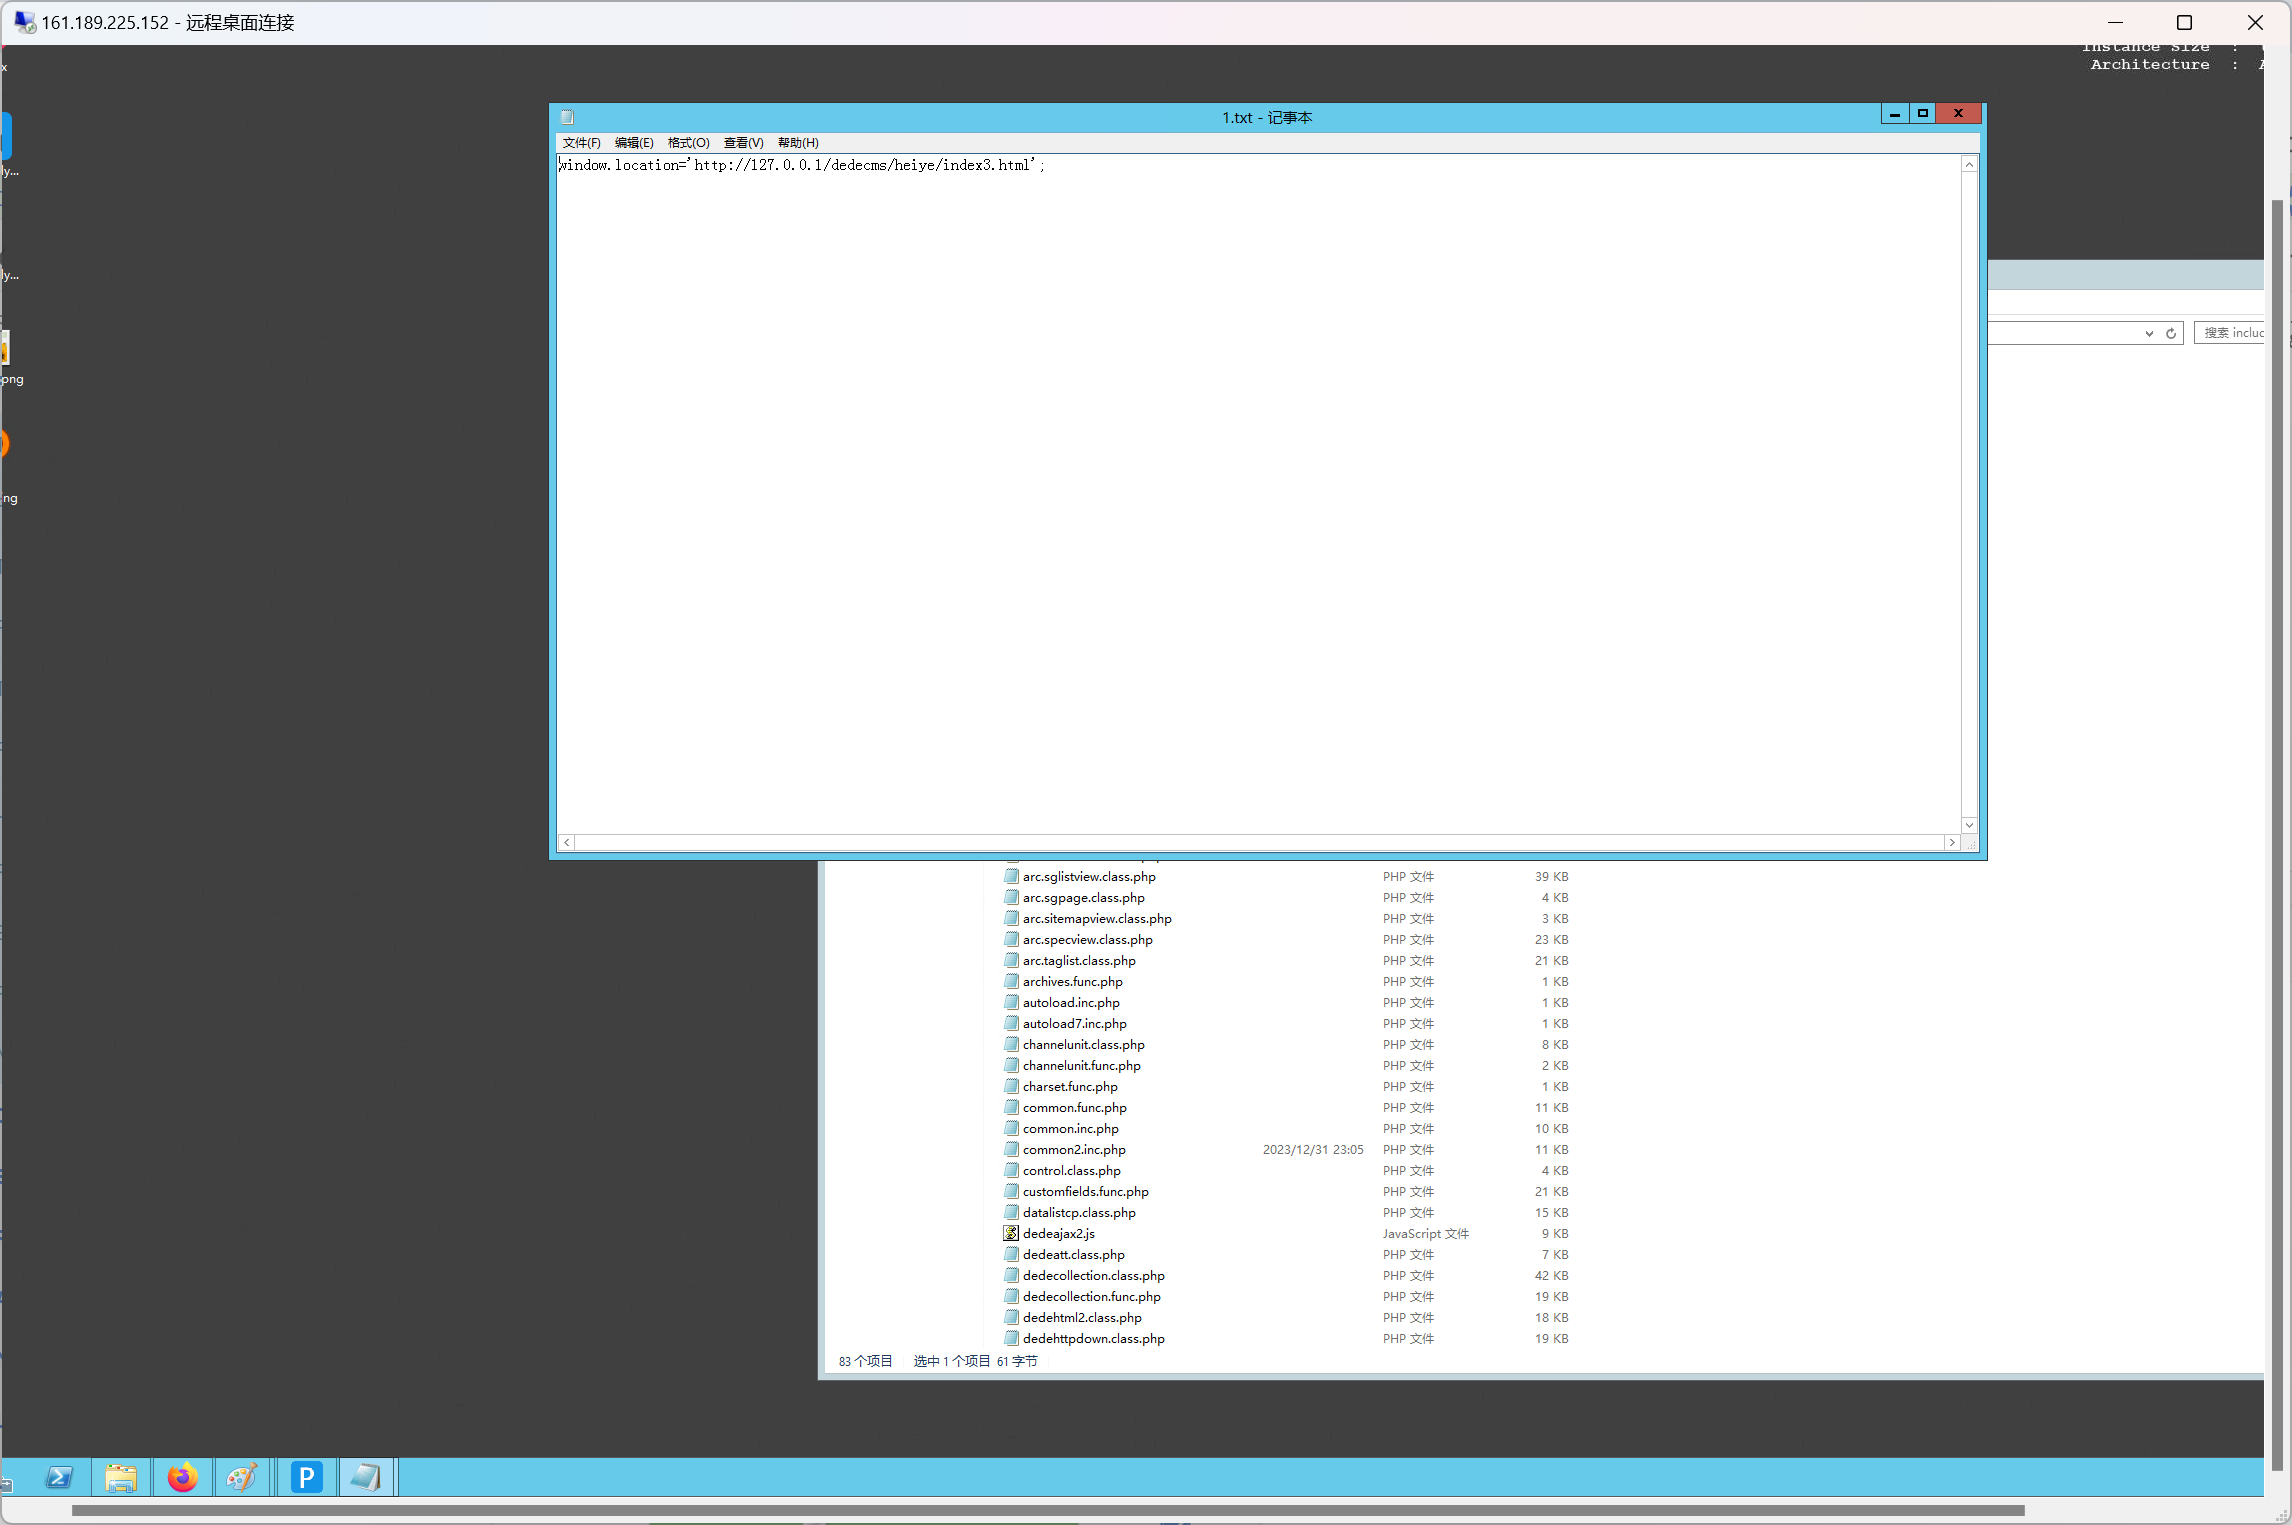 161.189.225.152 - 远程桌面连接
Instance Size :
Architecture :
x
ly...
ly...
png
ng
1.txt - 记事本
文件(F) 编辑(E) 格式(O) 查看(V) 帮助(H)
window.location='http://127.0.0.1/dedecms/heiye/index3.html';
搜索 includ
arc.sglistview.class.php PHP 文件 39 KB
arc.sgpage.class.php PHP 文件 4 KB
arc.sitemapview.class.php PHP 文件 3 KB
arc.specview.class.php PHP 文件 23 KB
arc.taglist.class.php PHP 文件 21 KB
archives.func.php PHP 文件 1 KB
autoload.inc.php PHP 文件 1 KB
autoload7.inc.php PHP 文件 1 KB
channelunit.class.php PHP 文件 8 KB
channelunit.func.php PHP 文件 2 KB
charset.func.php PHP 文件 1 KB
common.func.php PHP 文件 11 KB
common.inc.php PHP 文件 10 KB
common2.inc.php 2023/12/31 23:05 PHP 文件 11 KB
control.class.php PHP 文件 4 KB
customfields.func.php PHP 文件 21 KB
datalistcp.class.php PHP 文件 15 KB
dedeajax2.js JavaScript 文件 9 KB
dedeatt.class.php PHP 文件 7 KB
dedecollection.class.php PHP 文件 42 KB
dedecollection.func.php PHP 文件 19 KB
dedehtml2.class.php PHP 文件 18 KB
dedehttpdown.class.php PHP 文件 19 KB
83 个项目 选中 1 个项目 61 字节
P